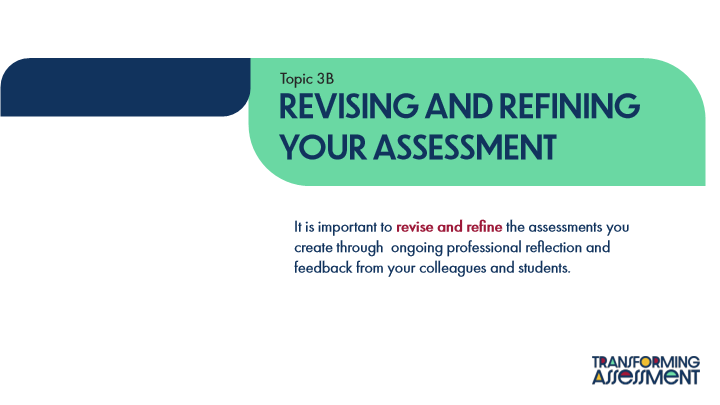 Topic 3B
REVISING AND REFINING
YOUR ASSESSMENT
It is important to revise and refine the assessments you
create through  ongoing professional reflection and
feedback from your colleagues and students.
TRANSFORMING
ASSESSMENT